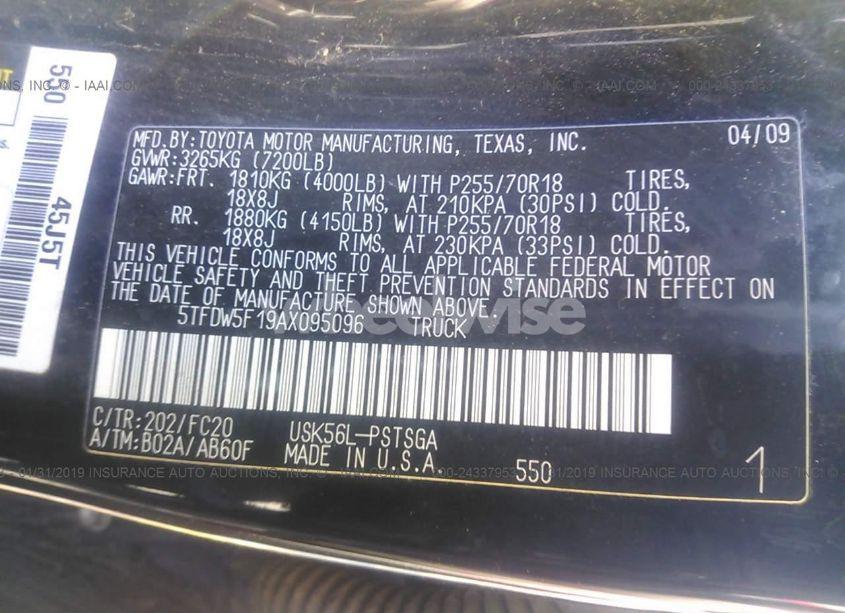 550
45J5T
MFD.BY:TOYOTA MOTOR MANUFACTURING, TEXAS, INC. 04/09
GVWR:3265KG (7200LB)
GAWR:FRT. 1810KG (4000LB) WITH P255/70R18 TIRES,
18X8J RIMS, AT 210KPA (30PSI) COLD.
RR. 1880KG (4150LB) WITH P255/70R18 TIRES,
18X8J RIMS, AT 230KPA (33PSI) COLD.
THIS VEHICLE CONFORMS TO ALL APPLICABLE FEDERAL MOTOR
VEHICLE SAFETY AND THEFT PREVENTION STANDARDS IN EFFECT ON
THE DATE OF MANUFACTURE SHOWN ABOVE.
5TFDW5F19AX095096 TRUCK
C/TR:202/FC20 USK56L-PSTSGA
A/TM:B02A/AB60F MADE IN U.S.A. 550 1